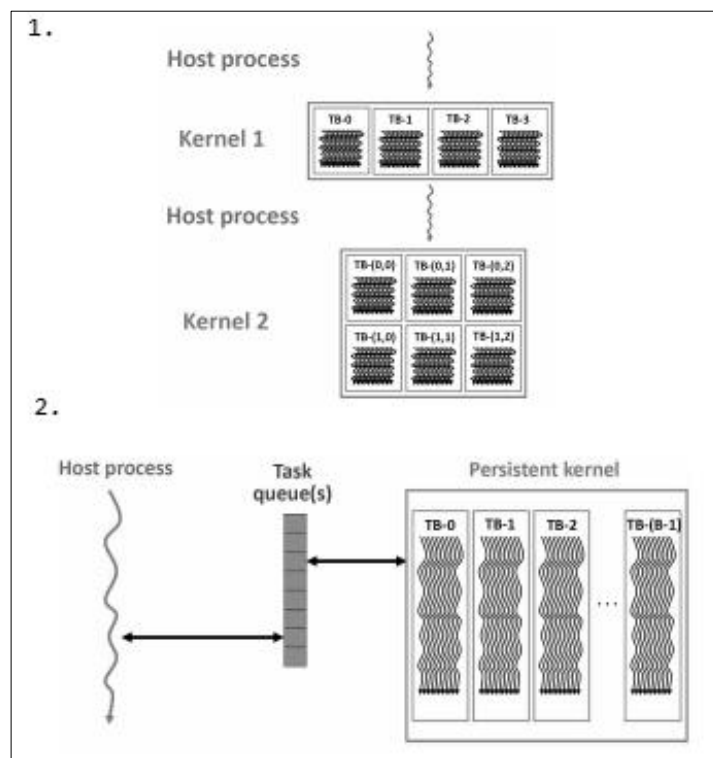 1.
Host process
TB-0 TB-1 TB-2 TB-3
Kernel 1
Host process
TB-(0,0) TB-(0,1) TB-(0,2)
Kernel 2
TB-(1,0) TB-(1,1) TB-(1,2)
2.
Host process
Task
queue(s)
Persistent kernel
TB-0 TB-1 TB-2 TB-(B-1)
...